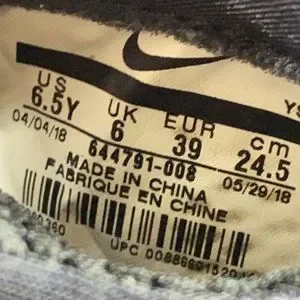 YS
US UK EUR cm
6.5Y 6 39 24.5
04/04/18 05/29/18
644791-008
MADE IN CHINA
FABRIQUE EN CHINE
UPC